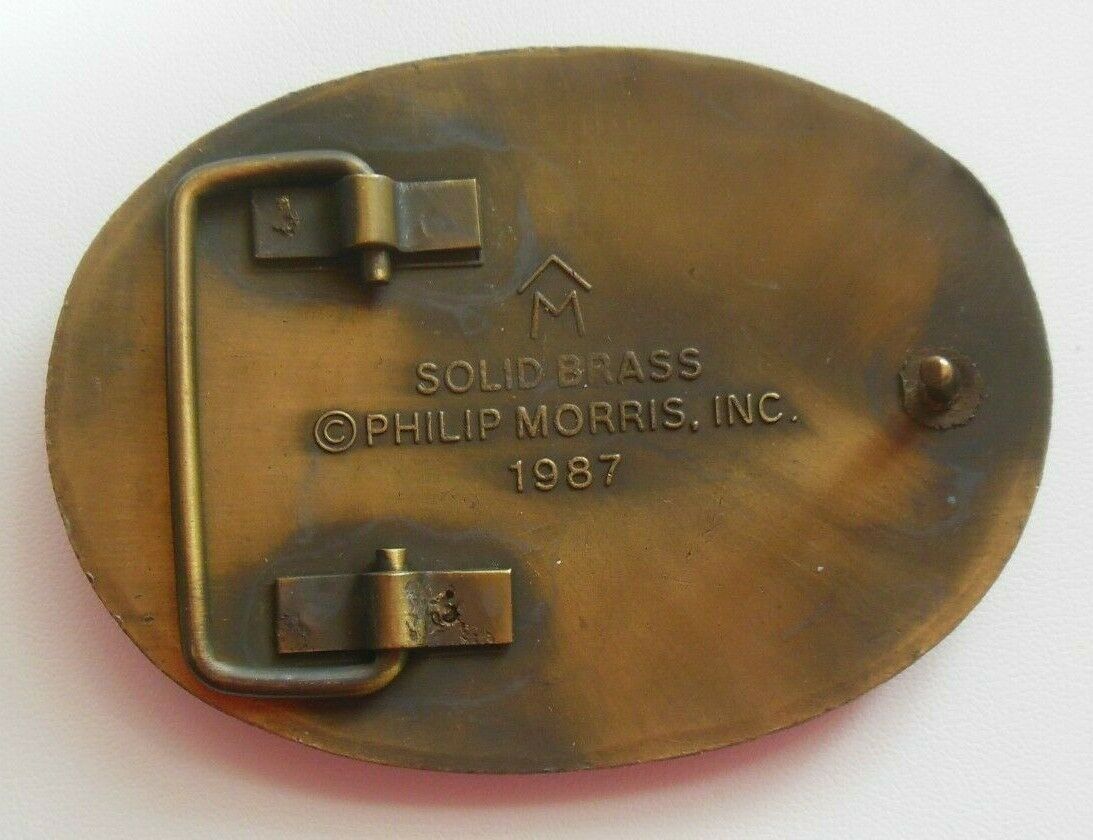 M
SOLID BRASS
©PHILIP MORRIS, INC.
1987